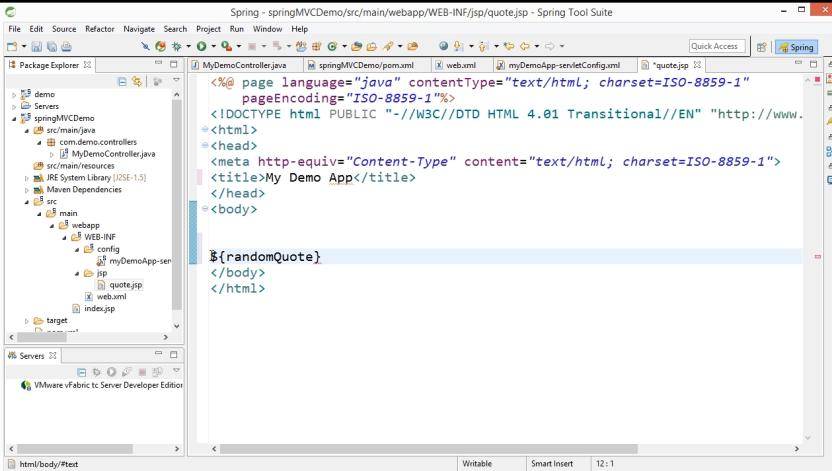 Spring - springMVCDemo/src/main/webapp/WEB-INF/jsp/quote.jsp - Spring Tool Suite
File Edit Source Refactor Navigate Search Project Run Window Help
Quick Access
Spring
Package Explorer
MyDemoController.java
springMVCDemo/pom.xml
web.xml
myDemoApp-servletConfig.xml
*quote.jsp
demo
Servers
springMVCDemo
src/main/java
com.demo.controllers
MyDemoController.java
src/main/resources
JRE System Library [J2SE-1.5]
Maven Dependencies
src
main
webapp
WEB-INF
config
myDemoApp-ser
jsp
quote.jsp
web.xml
index.jsp
target
<%@ page language="java" contentType="text/html; charset=ISO-8859-1"
pageEncoding="ISO-8859-1"%>
<!DOCTYPE html PUBLIC "-//W3C//DTD HTML 4.01 Transitional//EN" "http://www.
<html>
<head>
<meta http-equiv="Content-Type" content="text/html; charset=ISO-8859-1">
<title>My Demo App</title>
</head>
<body>
${randomQuote}
</body>
</html>
Servers
VMware vFabric tc Server Developer Edition
html/body/#text
Writable
Smart Insert
12 : 1